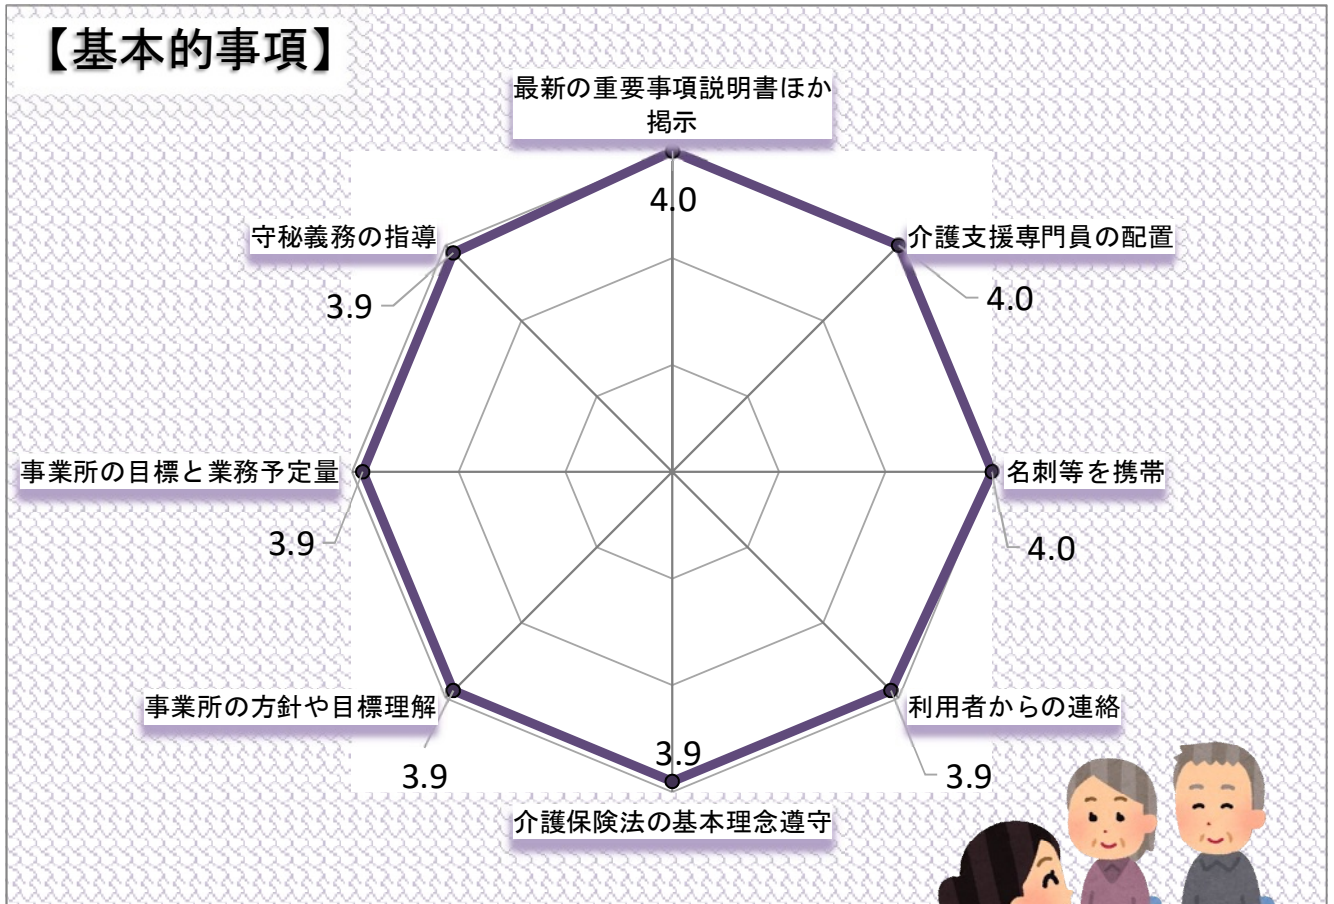 【基本的事項】
最新の重要事項説明書ほか
掲示
4.0
介護支援専門員の配置
4.0
名刺等を携帯
4.0
利用者からの連絡
3.9
介護保険法の基本理念遵守
3.9
事業所の方針や目標理解
3.9
事業所の目標と業務予定量
3.9
守秘義務の指導
3.9